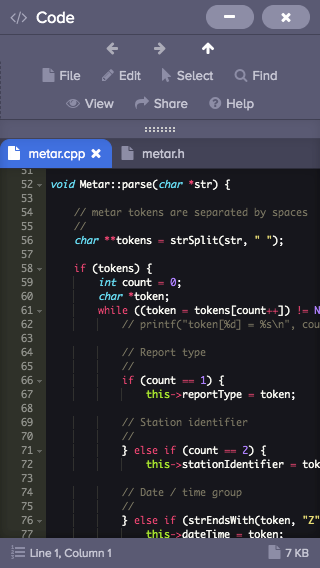 </> Code
File Edit Select Find
View Share Help
metar.cpp metar.h
51
52 void Metar::parse(char *str) {
53
54 // metar tokens are separated by spaces
55 //
56 char **tokens = strSplit(str, " ");
57
58 if (tokens) {
59 int count = 0;
60 char *token;
61 while ((token = tokens[count++]) != N
62 // printf("token[%d] = %s\n", cou
63
64 // Report type
65 //
66 if (count == 1) {
67 this->reportType = token;
68
69 // Station identifier
70 //
71 } else if (count == 2) {
72 this->stationIdentifier = tok
73
74 // Date / time group
75 //
76 } else if (strEndsWith(token, "Z"
77 this->dateTime = token;
Line 1, Column 1 7 KB